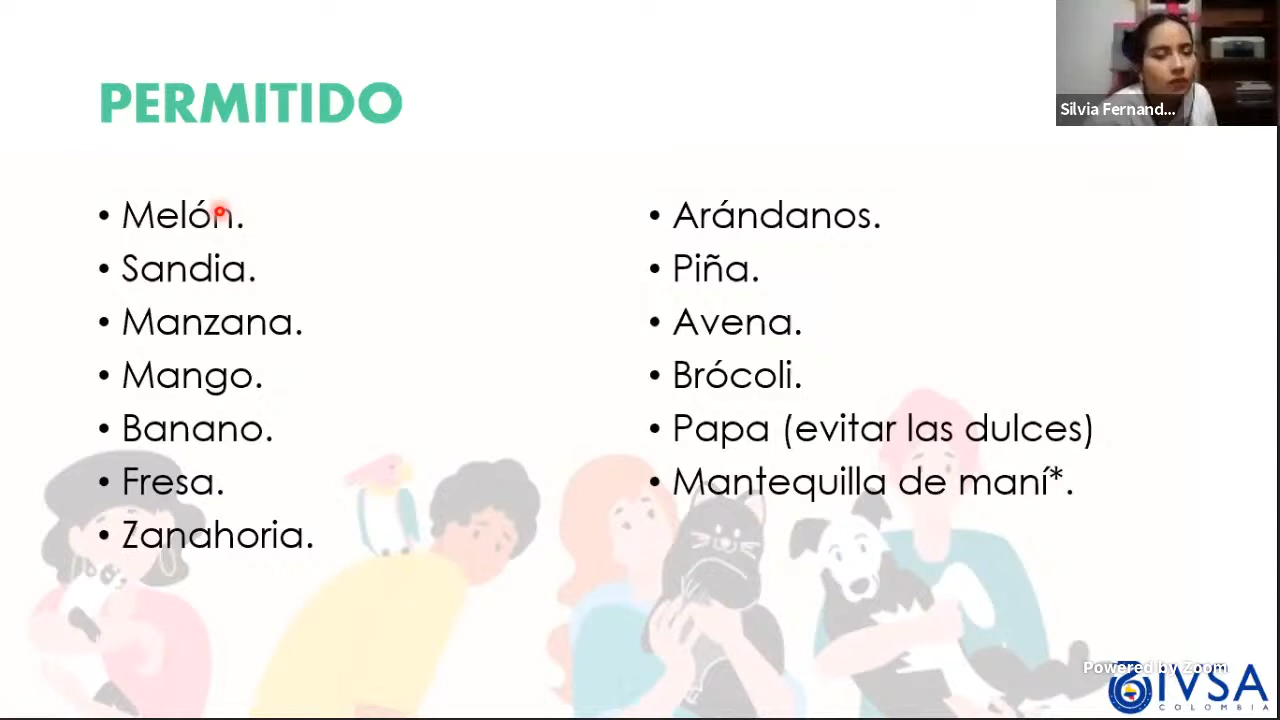 PERMITIDO
Silvia Fernand...
• Melón.
• Sandia.
• Manzana.
• Mango.
• Banano.
• Fresa.
• Zanahoria.
• Arándanos.
• Piña.
• Avena.
• Brócoli.
• Papa (evitar las dulces)
• Mantequilla de maní*.
Powered by Zoom
IVSA
COLOMBIA